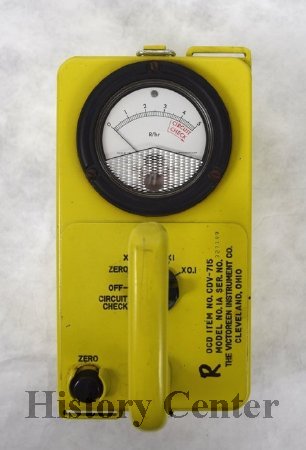 0 1 2 3 4 5
CIRCUIT
CHECK
R/hr
X1
ZERO
X0.1
OFF
CIRCUIT
CHECK
OCD ITEM NO. CDV-715
MODEL NO. 1A SER. NO.
THE VICTOREEN INSTRUMENT CO.
CLEVELAND, OHIO
R
ZERO
History Center